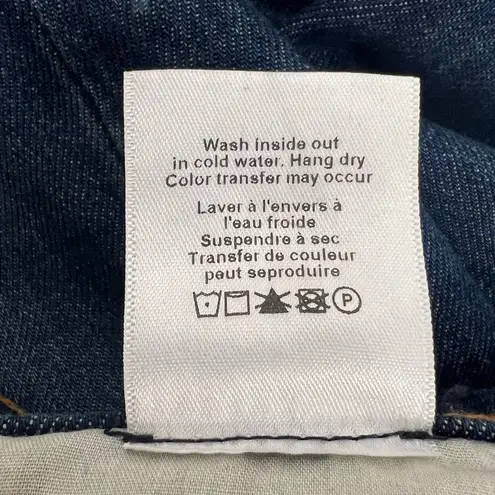 Wash inside out
in cold water. Hang dry
Color transfer may occur
Laver à l'envers à
l'eau froide
Suspendre à sec
Transfer de couleur
peut seproduire
P